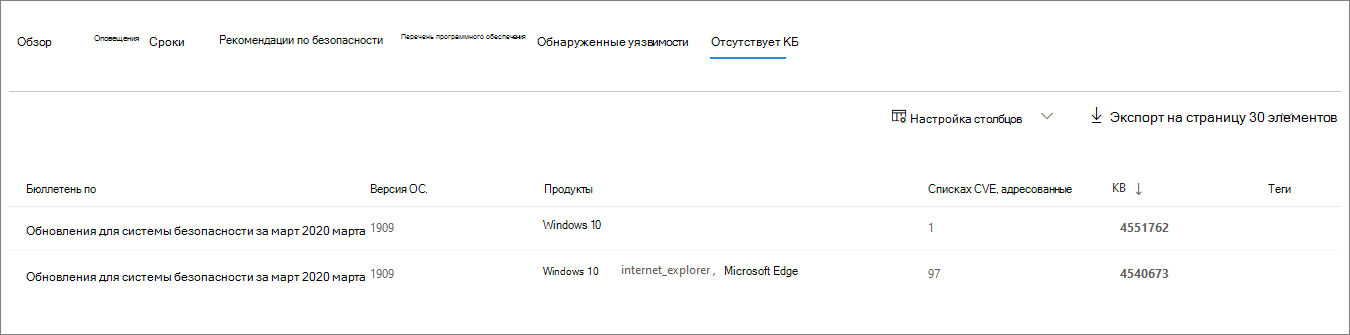 Обзор Оповещения Сроки Рекомендации по безопасности Перечень программного обеспечения Обнаруженные уязвимости Отсутствует КБ
Настройка столбцов Экспорт на страницу 30 элементов
Бюллетень по Версия ОС. Продукты Списках CVE, адресованные КВ ↓ Теги
Обновления для системы безопасности за март 2020 марта 1909 Windows 10 1 4551762
Обновления для системы безопасности за март 2020 марта 1909 Windows 10 internet_explorer , Microsoft Edge 97 4540673